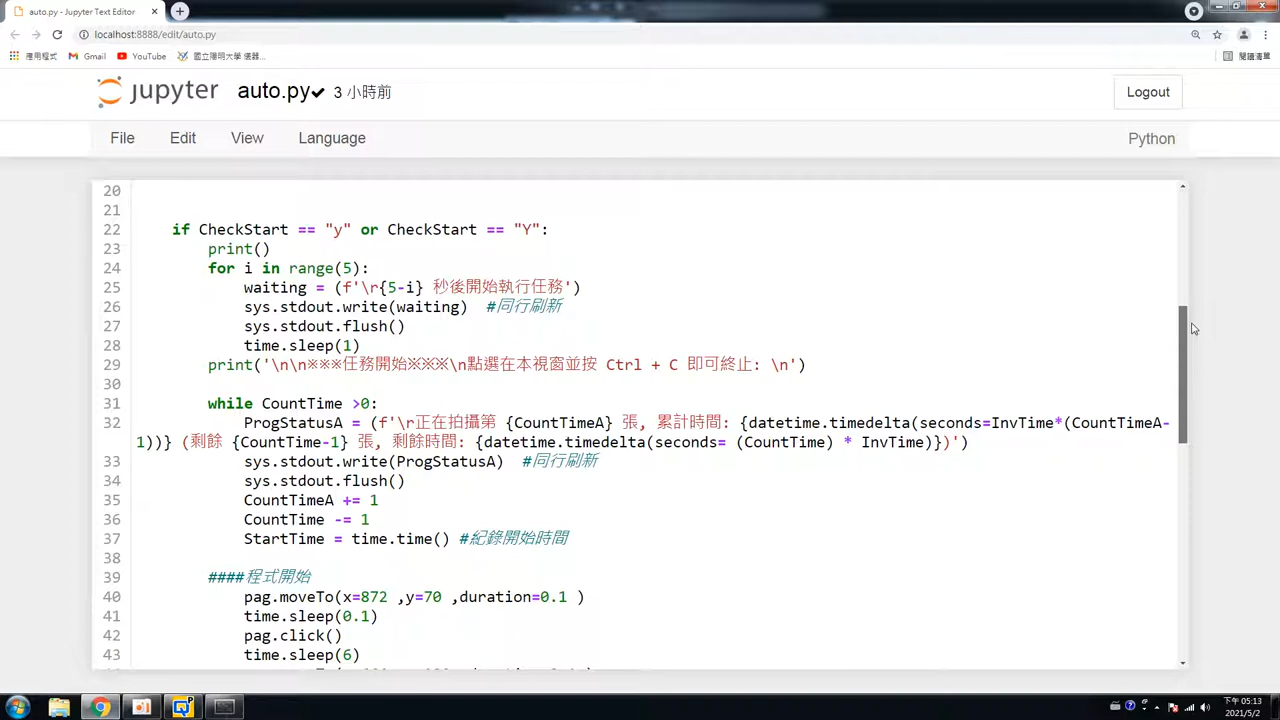 auto.py - Jupyter Text Editor
localhost:8888/edit/auto.py
應用程式 Gmail YouTube 國立陽明大學 儀器... 閱讀清單
jupyter auto.py 3 小時前 Logout
File Edit View Language Python
20
21
22 if CheckStart == "y" or CheckStart == "Y":
23 print()
24 for i in range(5):
25 waiting = (f'\r{5-i} 秒後開始執行任務')
26 sys.stdout.write(waiting) #同行刷新
27 sys.stdout.flush()
28 time.sleep(1)
29 print('\n\n※※※任務開始※※※\n點選在本視窗並按 Ctrl + C 即可終止: \n')
30
31 while CountTime >0:
32 ProgStatusA = (f'\r正在拍攝第 {CountTimeA} 張, 累計時間: {datetime.timedelta(seconds=InvTime*(CountTimeA-
1))} (剩餘 {CountTime-1} 張, 剩餘時間: {datetime.timedelta(seconds= (CountTime) * InvTime)})')
33 sys.stdout.write(ProgStatusA) #同行刷新
34 sys.stdout.flush()
35 CountTimeA += 1
36 CountTime -= 1
37 StartTime = time.time() #紀錄開始時間
38
39 ####程式開始
40 pag.moveTo(x=872 ,y=70 ,duration=0.1 )
41 time.sleep(0.1)
42 pag.click()
43 time.sleep(6)
下午 05:13
2021/5/2